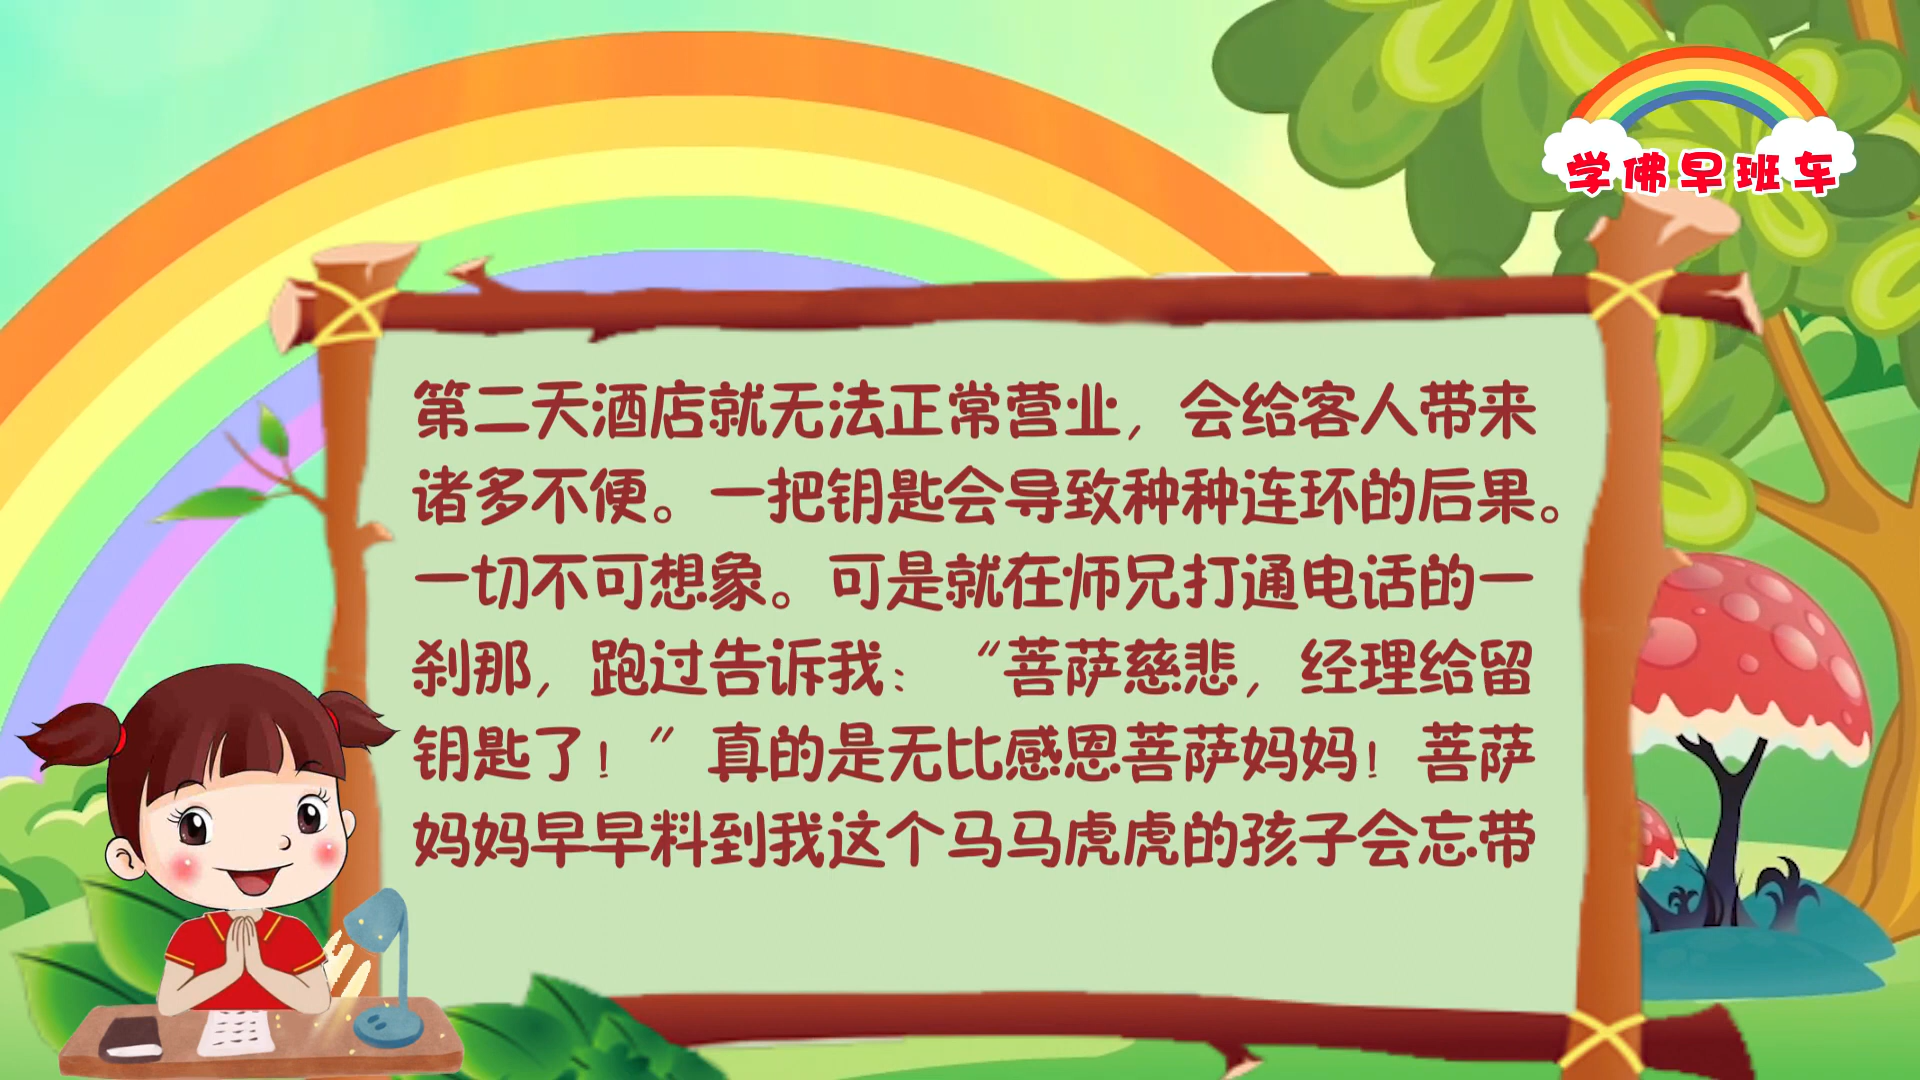 学佛早班车
第二天酒店就无法正常营业，会给客人带来
诸多不便。一把钥匙会导致种种连环的后果。
一切不可想象。可是就在师兄打通电话的一
刹那，跑过告诉我：“菩萨慈悲，经理给留
钥匙了！”真的是无比感恩菩萨妈妈！菩萨
妈妈早早料到我这个马马虎虎的孩子会忘带